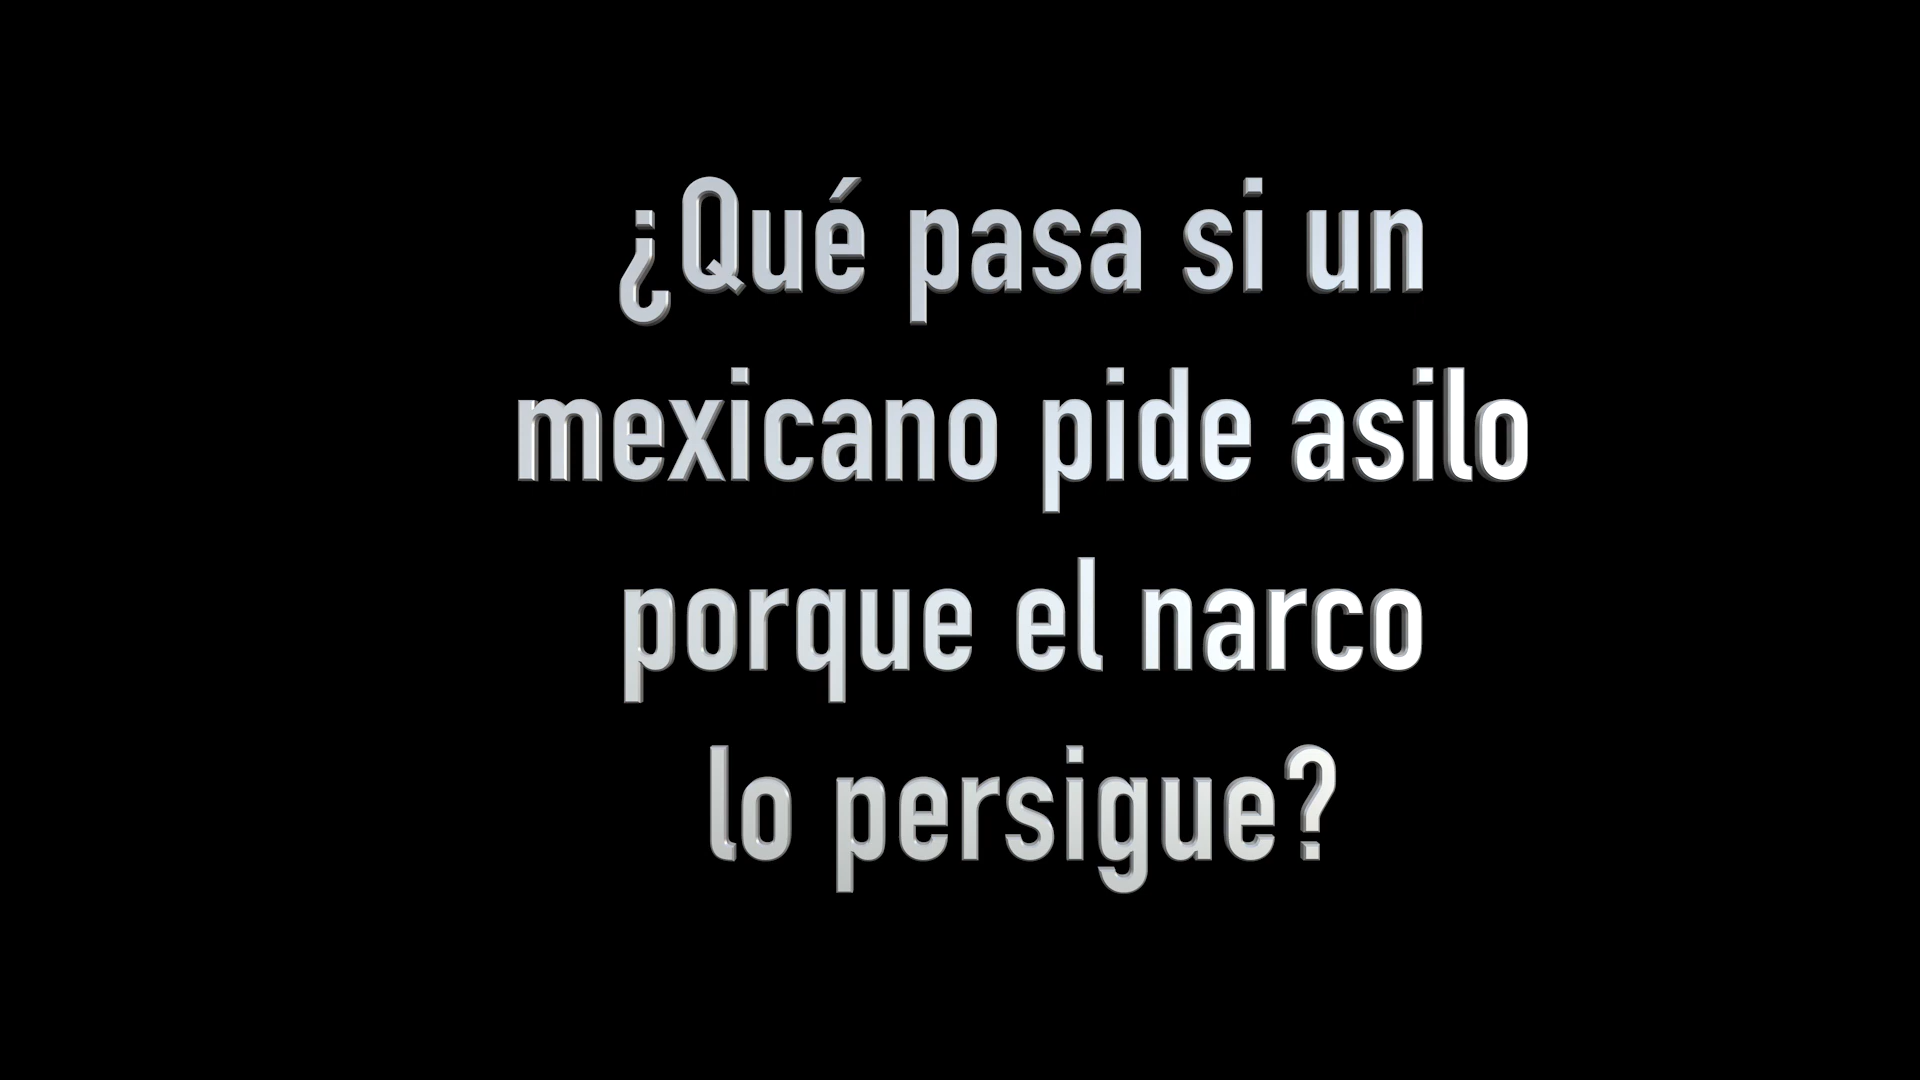 ¿Qué pasa si un
mexicano pide asilo
porque el narco
lo persigue?